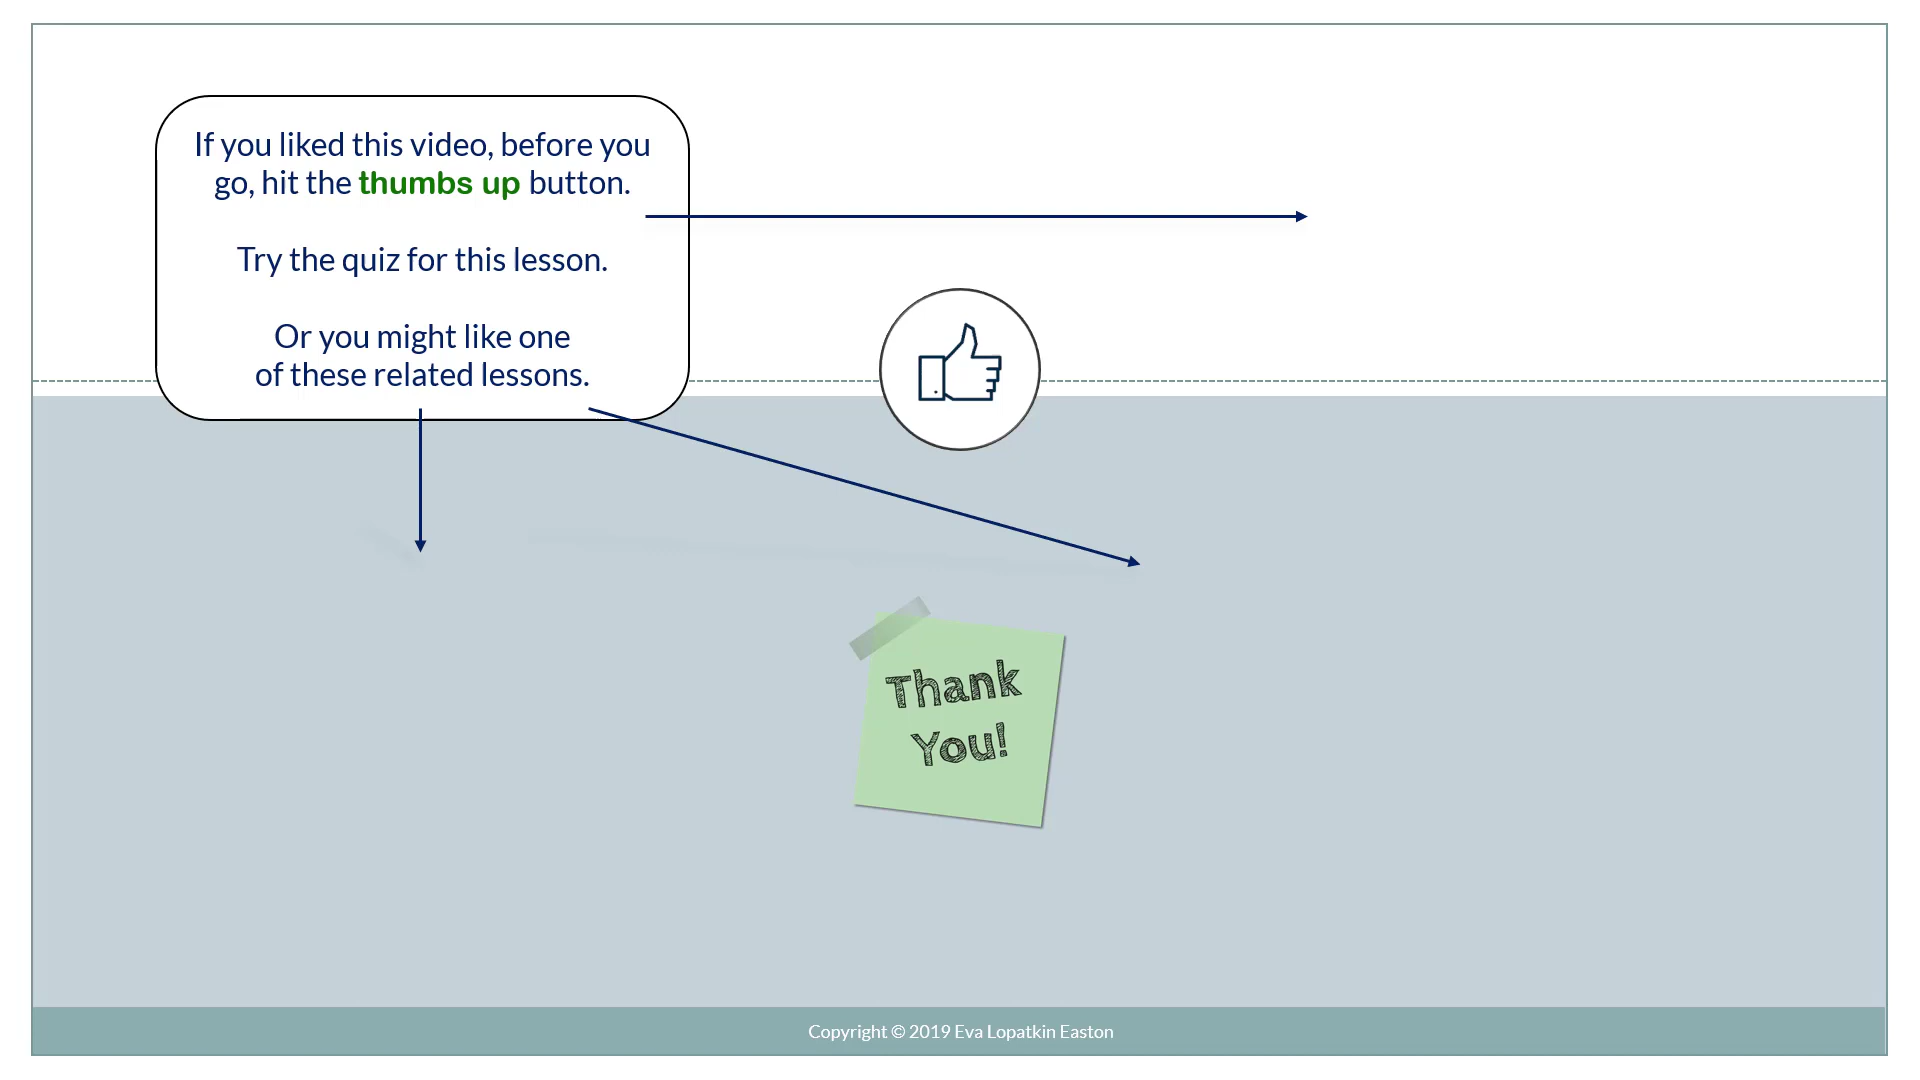 If you liked this video, before you
go, hit the thumbs up button.
Try the quiz for this lesson.
Or you might like one
of these related lessons.
Thank
You!
Copyright © 2019 Eva Lopatkin Easton